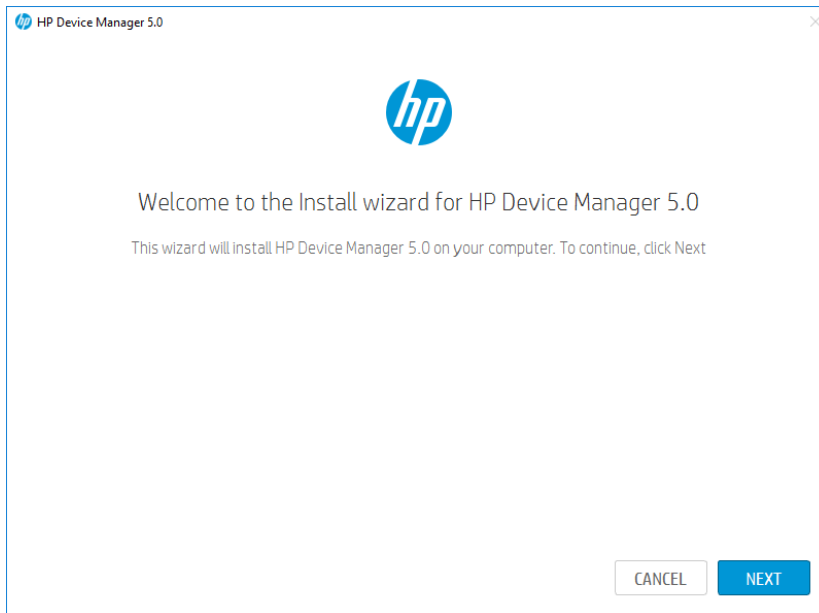 HP Device Manager 5.0
hp
Welcome to the Install wizard for HP Device Manager 5.0
This wizard will install HP Device Manager 5.0 on your computer. To continue, click Next
CANCEL
NEXT